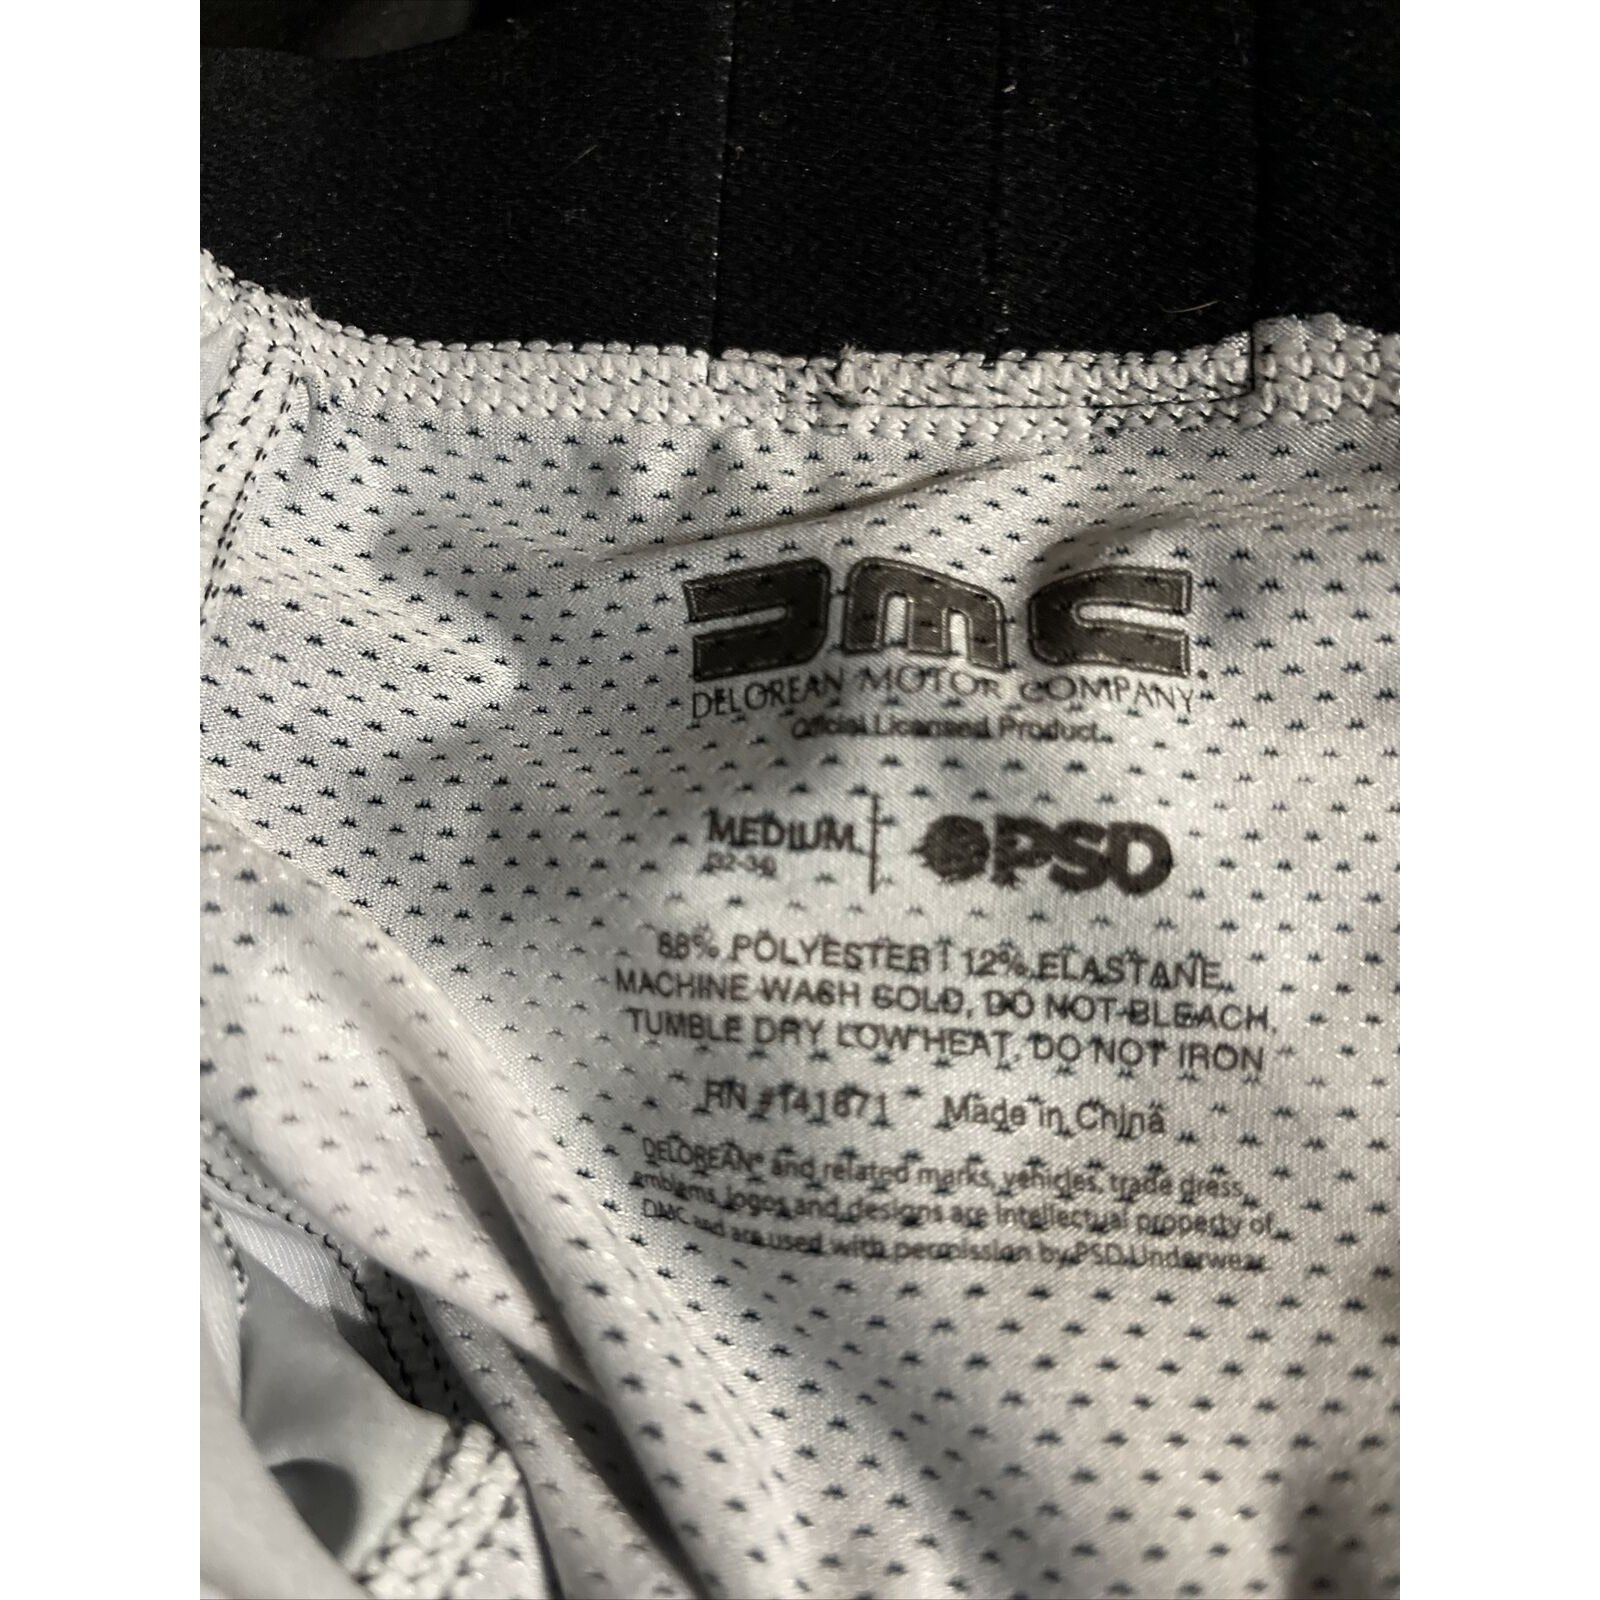 DMC
DELOREAN MOTOR COMPANY
Official Licensed Product
MEDIUM
(32-34)
PSD
88% POLYESTER | 12% ELASTANE
MACHINE WASH COLD, DO NOT BLEACH,
TUMBLE DRY LOW HEAT, DO NOT IRON
RN #141671 Made in China
DELOREAN® and related marks, vehicles, trade dress,
emblems, logos and designs are intellectual property of
DMC and are used with permission by PSD Underwear